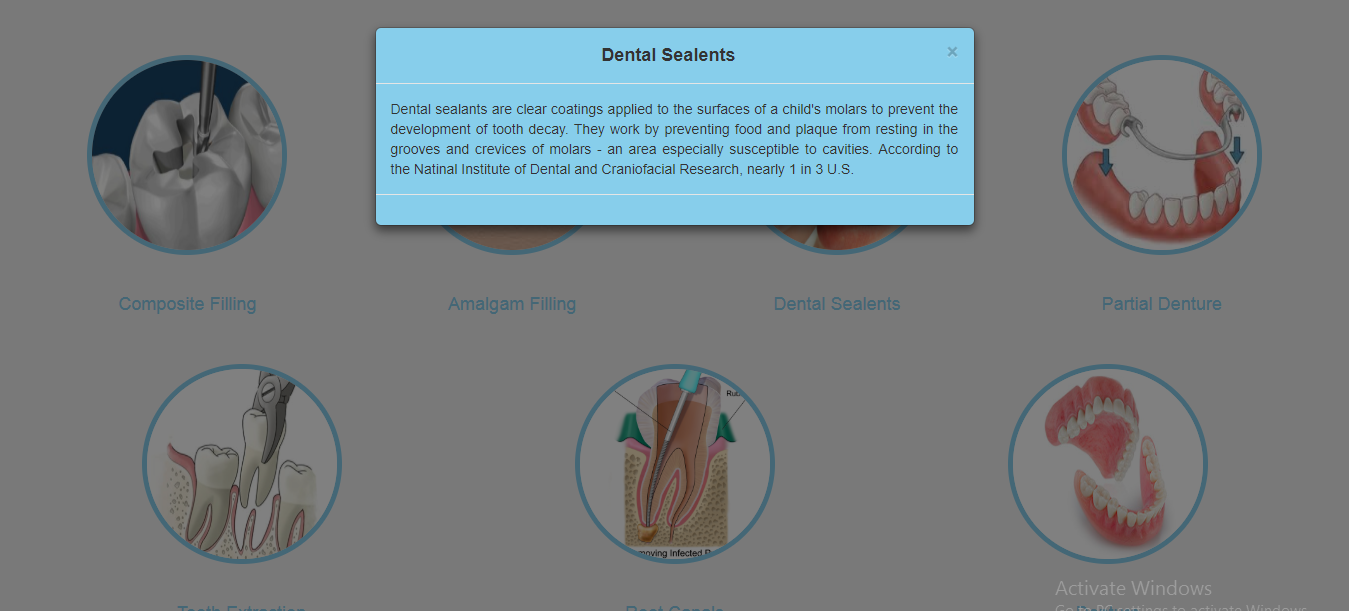 Dental Sealents
×
Dental sealants are clear coatings applied to the surfaces of a child's molars to prevent the
development of tooth decay. They work by preventing food and plaque from resting in the
grooves and crevices of molars - an area especially susceptible to cavities. According to
the Natinal Institute of Dental and Craniofacial Research, nearly 1 in 3 U.S.
Composite Filling
Amalgam Filling
Dental Sealents
Partial Denture
Rub
moving Infected P
Activate Windows
Tooth Extraction
Root Canals
Go to PC settings to activate Windows.